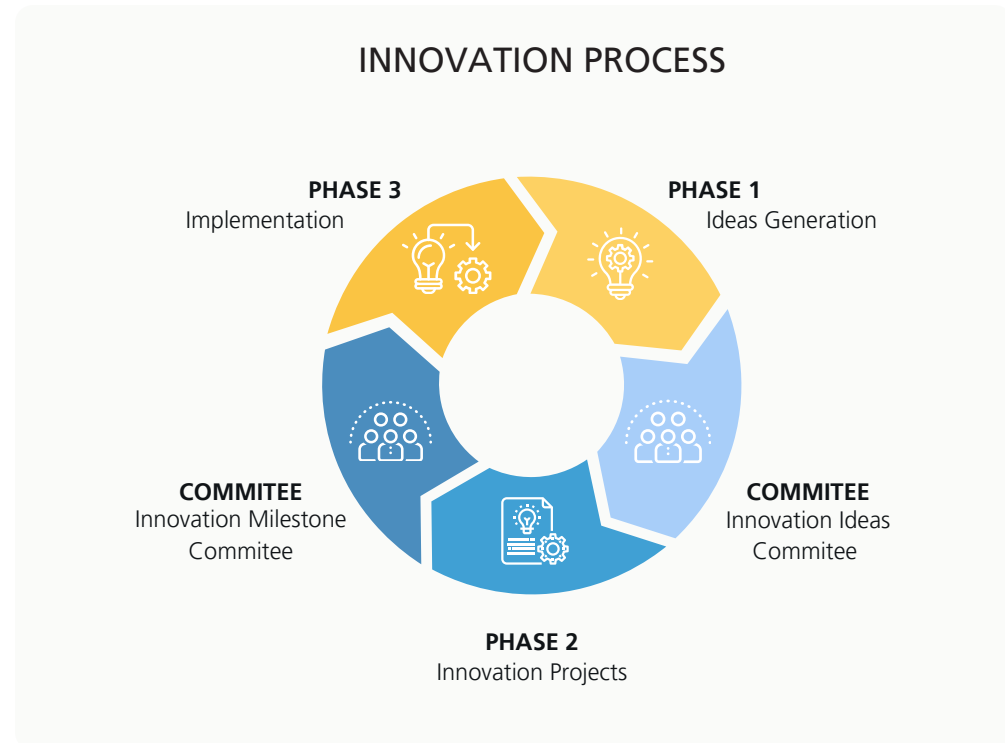 INNOVATION PROCESS
PHASE 1
Ideas Generation
COMMITEE
Innovation Ideas
Commitee
PHASE 2
Innovation Projects
COMMITEE
Innovation Milestone
Commitee
PHASE 3
Implementation